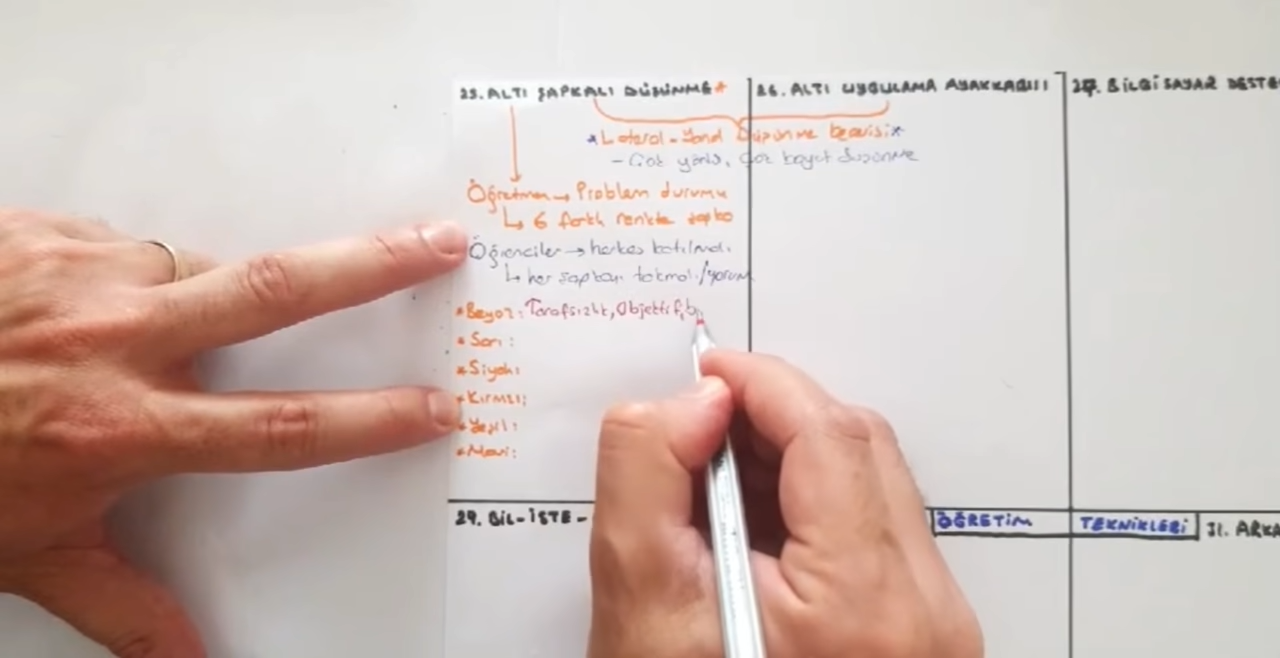 25. ALTI ŞAPKALI DÜŞÜNME*
26. ALTI UYGULAMA AYAKKABISI
27. BİLGİSAYAR DESTE
*Lateral-Yanal Düşünme becerisi*
- Çok yönlü, Çok boyut düşünme
Öğretmen → Problem durumu
↳ 6 farklı renkte şapka
Öğrenciler → herkes katılmalı
↳ her şapkayı takmalı/yorum
*Beyaz: Tarafsızlık, Objektif, b
*Sarı:
*Siyah:
*Kırmızı:
*Yeşil:
*Mavi:
29. BİL-İSTE-
ÖĞRETİM TEKNİKLERİ
31. ARKA